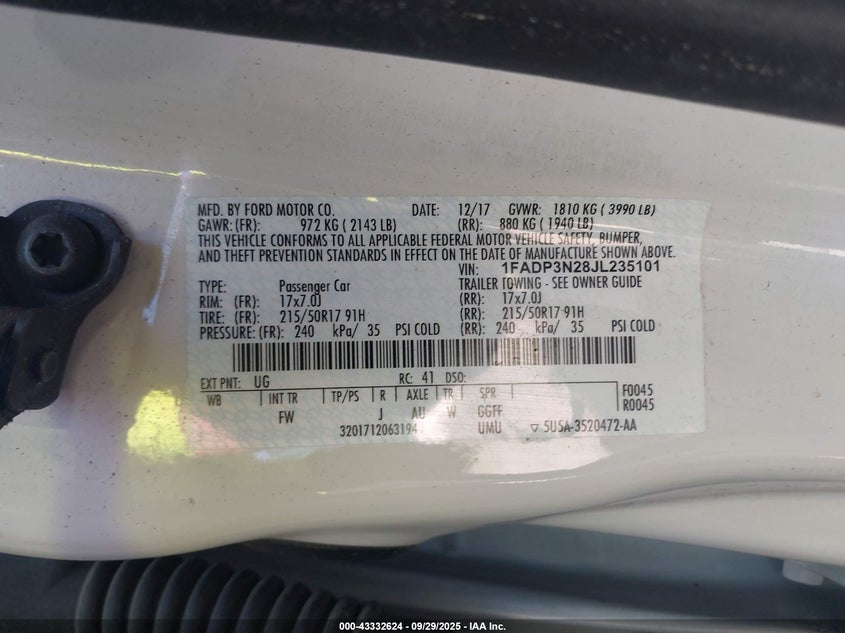 MFD. BY FORD MOTOR CO. DATE: 12/17 GVWR: 1810 KG ( 3990 LB)
GAWR: (FR): 972 KG ( 2143 LB) (RR): 880 KG ( 1940 LB)
THIS VEHICLE CONFORMS TO ALL APPLICABLE FEDERAL MOTOR VEHICLE SAFETY, BUMPER,
AND THEFT PREVENTION STANDARDS IN EFFECT ON THE DATE OF MANUFACTURE SHOWN ABOVE.
VIN: 1FADP3N28JL235101
TYPE: Passenger Car TRAILER TOWING - SEE OWNER GUIDE
RIM: (FR): 17x7.0J (RR): 17x7.0J
TIRE: (FR): 215/50R17 91H (RR): 215/50R17 91H
PRESSURE: (FR): 240 kPa/ 35 PSI COLD (RR): 240 kPa/ 35 PSI COLD
EXT PNT: UG RC: 41 DSO: F0045
WB INT TR TP/PS R AXLE TR SPR R0045
FW J AU W GGFF
3201712063194 UMU ▽ 5U5A-3520472-AA
000-43332624 - 09/29/2025 - Copyright © IAA, Inc.